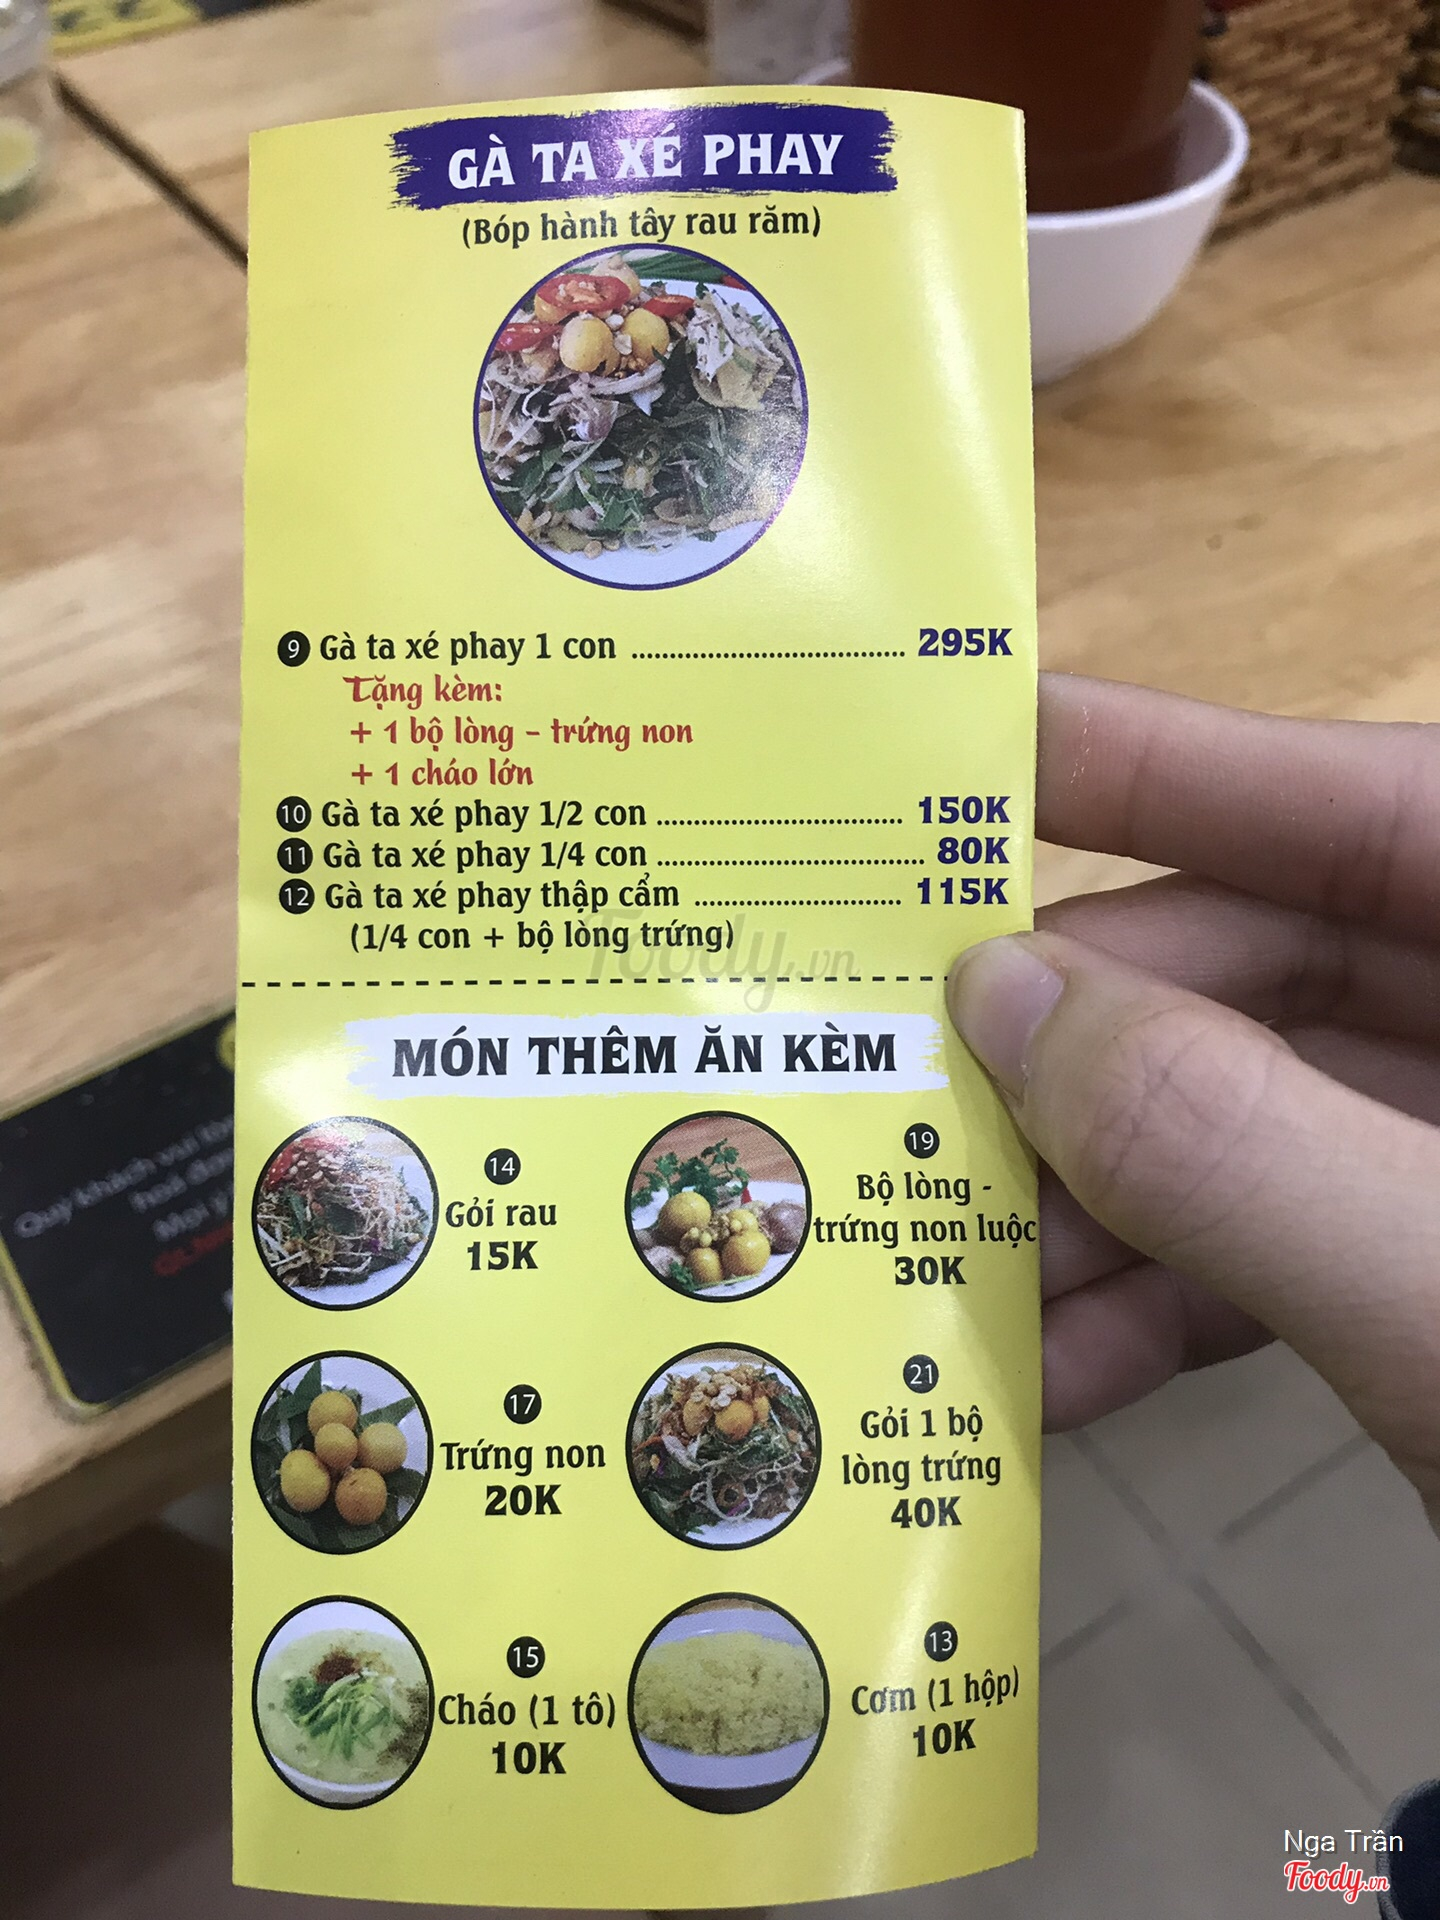 GÀ TA XÉ PHAY
(Bóp hành tây rau răm)
9 Gà ta xé phay 1 con ........ 295K
Tặng kèm:
+ 1 bộ lòng - trứng non
+ 1 cháo lớn
10 Gà ta xé phay 1/2 con ........ 150K
11 Gà ta xé phay 1/4 con ........ 80K
12 Gà ta xé phay thập cẩm ........ 115K
(1/4 con + bộ lòng trứng)
Foody.vn
MÓN THÊM ĂN KÈM
14
Gỏi rau
15K
19
Bộ lòng -
trứng non luộc
30K
17
Trứng non
20K
21
Gỏi 1 bộ
lòng trứng
40K
15
Cháo (1 tô)
10K
13
Cơm (1 hộp)
10K
Quý khách vui
Nga Trần
Foody.vn